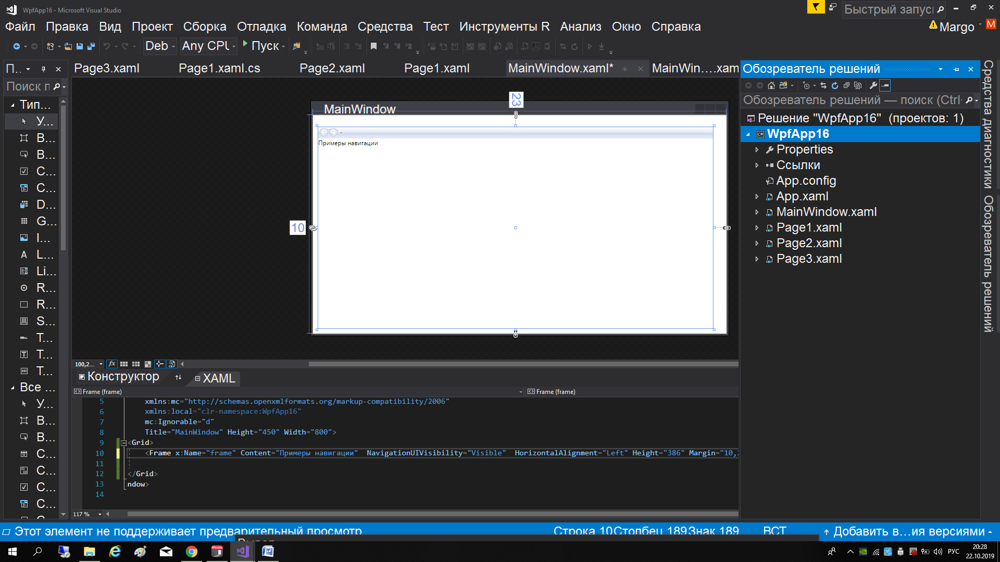 WpfApp16 - Microsoft Visual Studio
Быстрый запус
Файл Правка Вид Проект Сборка Отладка Команда Средства Тест Инструменты R Анализ Окно Справка
Margo
M
Deb Any CPU Пуск
П...
Page3.xaml Page1.xaml.cs Page2.xaml Page1.xaml MainWindow.xaml* MainWin....xam
Обозреватель решений
Поиск п
Обозреватель решений — поиск (Ctrl+
Тип...
У...
В...
В...
С...
С...
D...
G...
I...
L...
Li...
R...
R...
S...
T...
T...
T...
Все ...
У...
В...
В...
С...
С...
С...
С...
MainWindow
23
Примеры навигации
10
Решение "WpfApp16" (проектов: 1)
WpfApp16
Properties
Ссылки
App.config
App.xaml
MainWindow.xaml
Page1.xaml
Page2.xaml
Page3.xaml
Средства диагностики
Обозреватель решений
100,2...
Конструктор
XAML
Frame (frame) Frame (frame)
5 xmlns:mc="http://schemas.openxmlformats.org/markup-compatibility/2006"
6 xmlns:local="clr-namespace:WpfApp16"
7 mc:Ignorable="d"
8 Title="MainWindow" Height="450" Width="800">
9 <Grid>
10 <Frame x:Name="frame" Content="Примеры навигации" NavigationUIVisibility="Visible" HorizontalAlignment="Left" Height="386" Margin="10,2
11
12 </Grid>
13 ndow>
14
117 %
Этот элемент не поддерживает предварительный просмотр
Строка 10 Столбец 189 Знак 189 ВСТ
Добавить в...ия версиями
РУС
20:28
22.10.2019